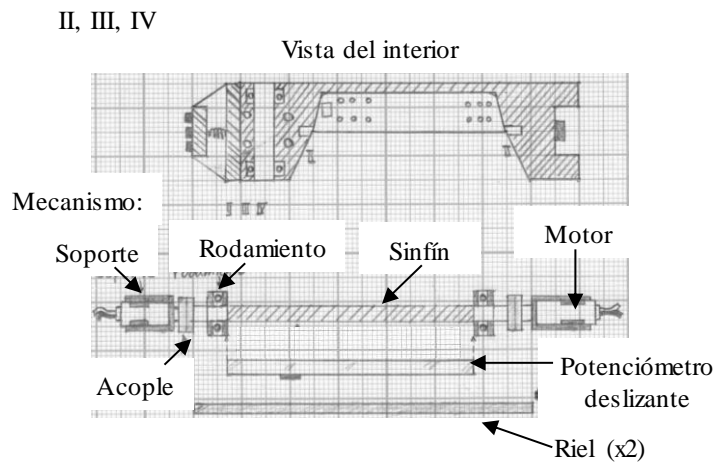 II, III, IV
Vista del interior
Mecanismo:
Soporte
Rodamiento
Sinfín
Motor
Acople
Potenciómetro
deslizante
Riel (x2)